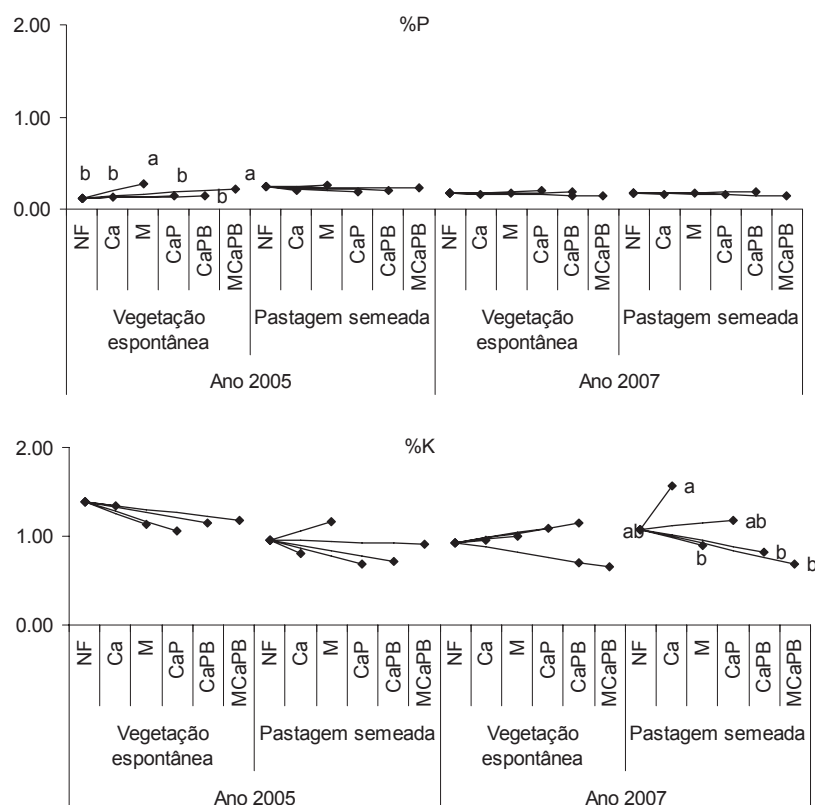 %P
2.00
1.00
0.00
b b a b b a
NF Ca M CaP CaPB MCaPB NF Ca M CaP CaPB MCaPB NF Ca M CaP CaPB MCaPB NF Ca M CaP CaPB MCaPB
Vegetação espontânea Pastagem semeada Vegetação espontânea Pastagem semeada
Ano 2005 Ano 2007
%K
2.00
1.00
0.00
a
ab ab
b b b
NF Ca M CaP CaPB MCaPB NF Ca M CaP CaPB MCaPB NF Ca M CaP CaPB MCaPB NF Ca M CaP CaPB MCaPB
Vegetação espontânea Pastagem semeada Vegetação espontânea Pastagem semeada
Ano 2005 Ano 2007